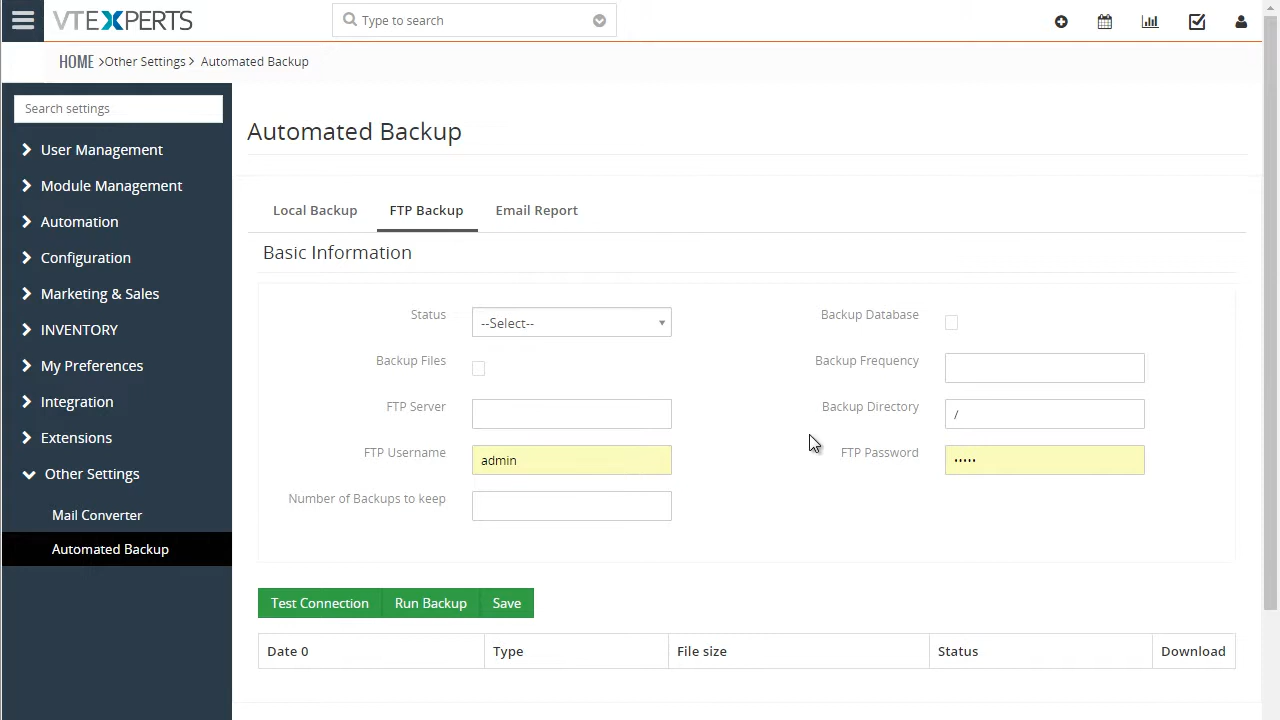 VTEXPERTS
Type to search
HOME >Other Settings > Automated Backup
Search settings
User Management
Module Management
Automation
Configuration
Marketing & Sales
INVENTORY
My Preferences
Integration
Extensions
Other Settings
Mail Converter
Automated Backup
Automated Backup
Local Backup FTP Backup Email Report
Basic Information
Status --Select-- Backup Database
Backup Files Backup Frequency
FTP Server Backup Directory /
FTP Username admin FTP Password •••••
Number of Backups to keep
Test Connection Run Backup Save
Date 0 Type File size Status Download